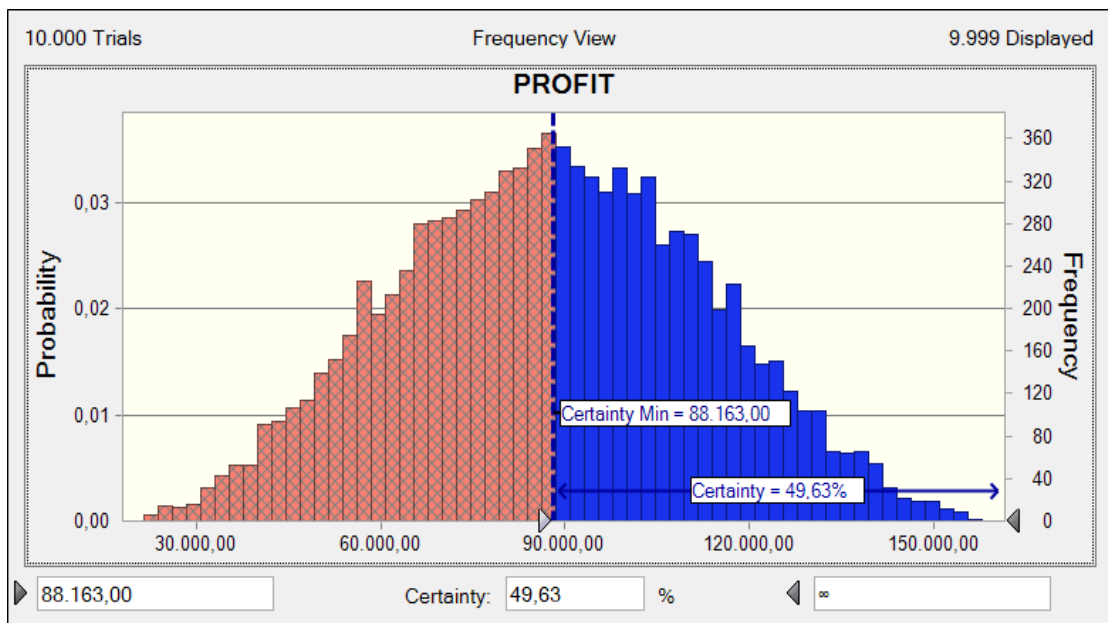 10.000 Trials Frequency View 9.999 Displayed
PROFIT
Probability
0,03
0,02
0,01
0,00
Frequency
360
320
280
240
200
160
120
80
40
0
Certainty Min = 88.163,00
Certainty = 49,63%
30.000,00 60.000,00 90.000,00 120.000,00 150.000,00
88.163,00 Certainty: 49,63 % ∞